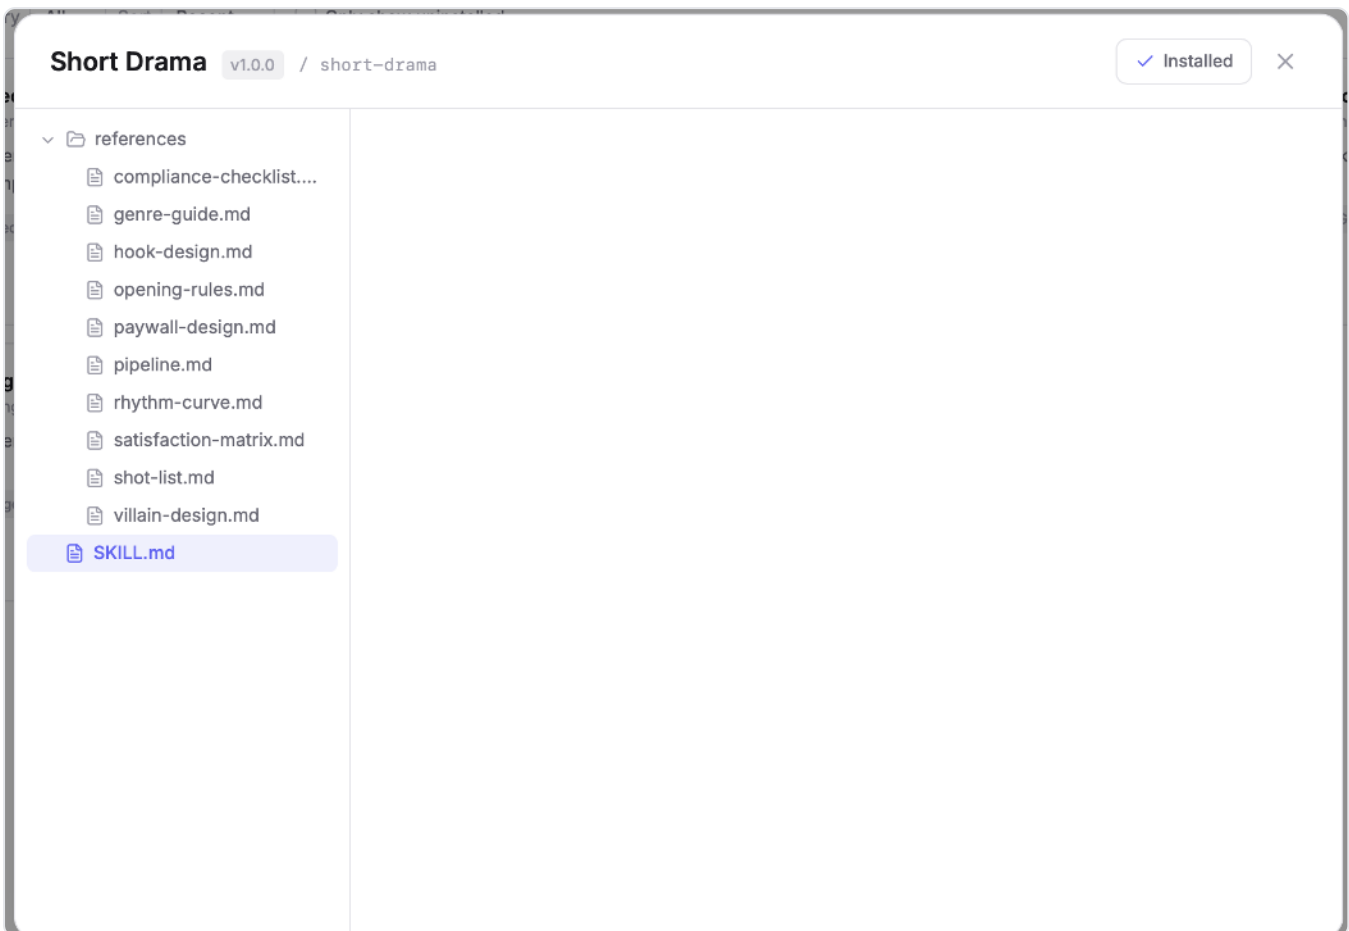 Short Drama v1.0.0 / short-drama
Installed
references
compliance-checklist....
genre-guide.md
hook-design.md
opening-rules.md
paywall-design.md
pipeline.md
rhythm-curve.md
satisfaction-matrix.md
shot-list.md
villain-design.md
SKILL.md